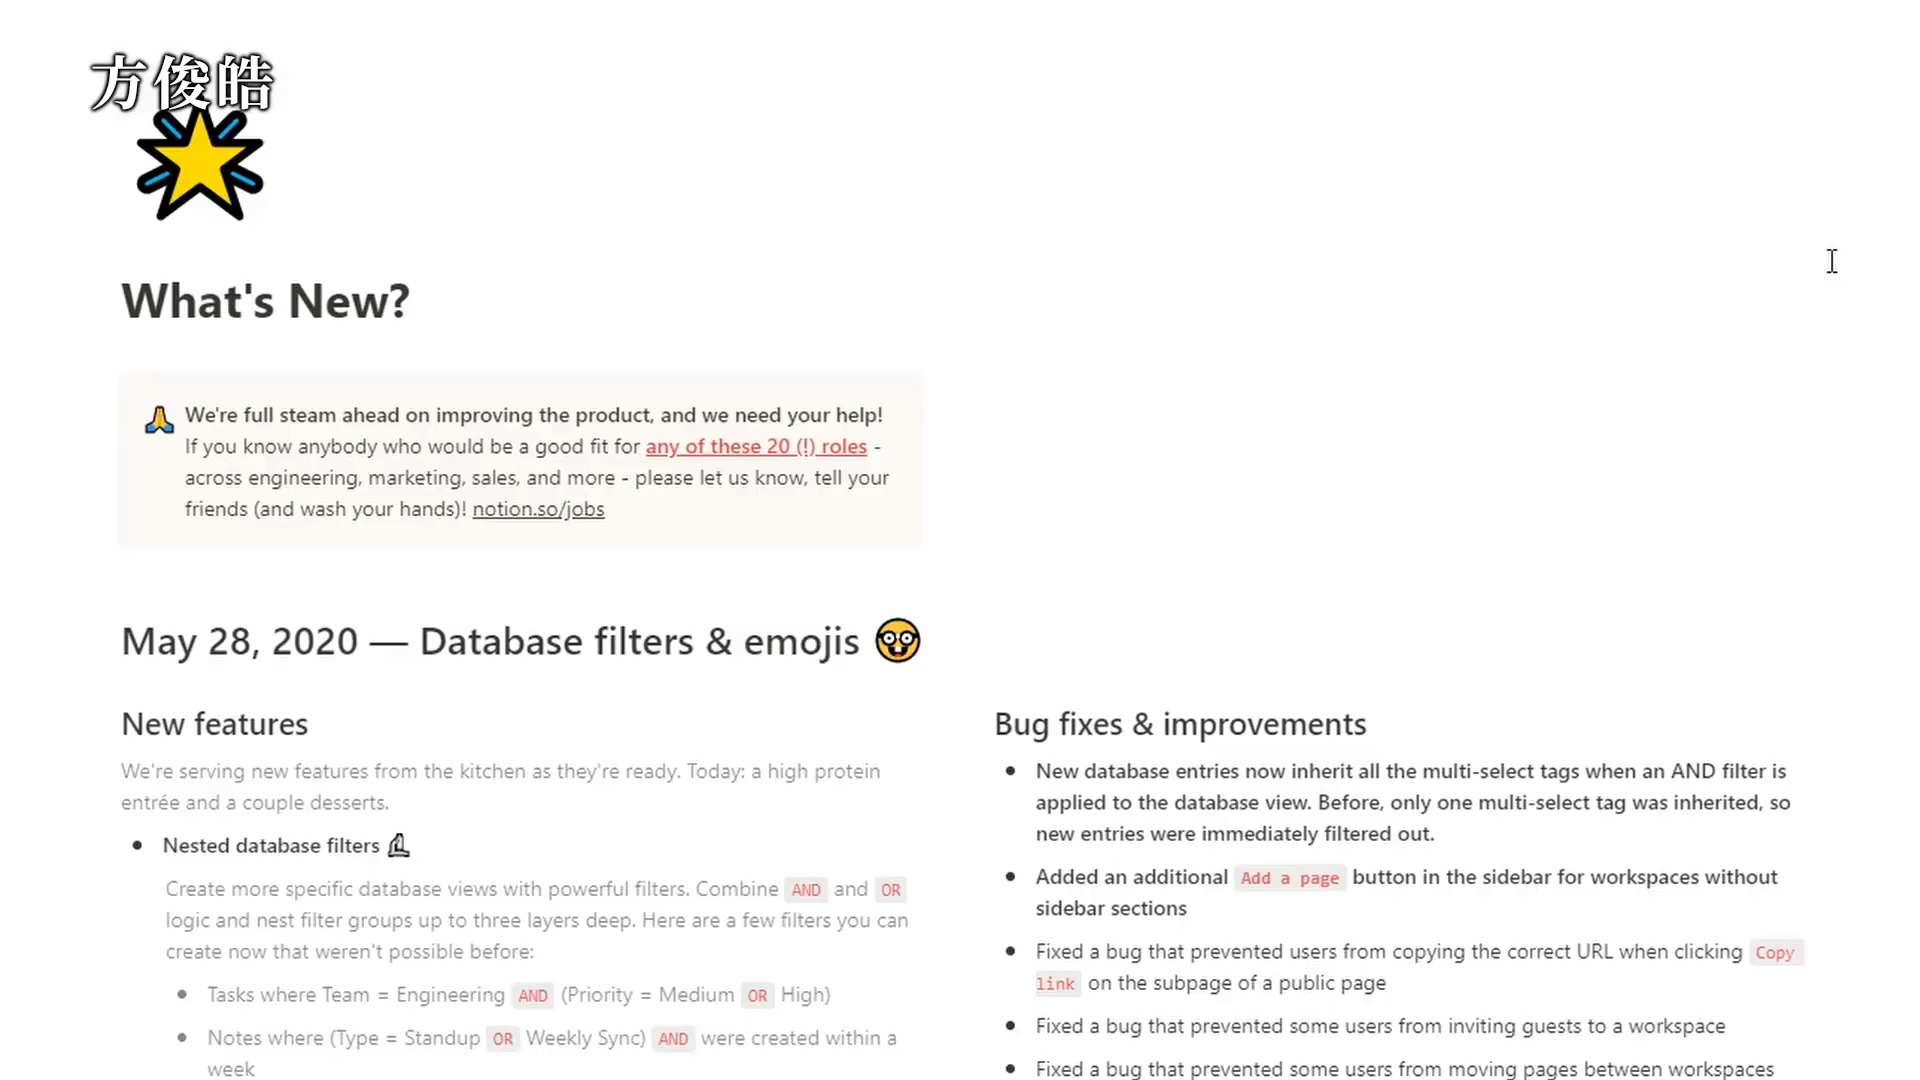 方俊皓
What's New?
We're full steam ahead on improving the product, and we need your help!
If you know anybody who would be a good fit for any of these 20 (!) roles -
across engineering, marketing, sales, and more - please let us know, tell your
friends (and wash your hands)! notion.so/jobs
May 28, 2020 — Database filters & emojis
New features
We're serving new features from the kitchen as they're ready. Today: a high protein
entrée and a couple desserts.
Nested database filters
Create more specific database views with powerful filters. Combine AND and OR
logic and nest filter groups up to three layers deep. Here are a few filters you can
create now that weren't possible before:
Tasks where Team = Engineering AND (Priority = Medium OR High)
Notes where (Type = Standup OR Weekly Sync) AND were created within a
week
Bug fixes & improvements
New database entries now inherit all the multi-select tags when an AND filter is
applied to the database view. Before, only one multi-select tag was inherited, so
new entries were immediately filtered out.
Added an additional Add a page button in the sidebar for workspaces without
sidebar sections
Fixed a bug that prevented users from copying the correct URL when clicking Copy
link on the subpage of a public page
Fixed a bug that prevented some users from inviting guests to a workspace
Fixed a bug that prevented some users from moving pages between workspaces